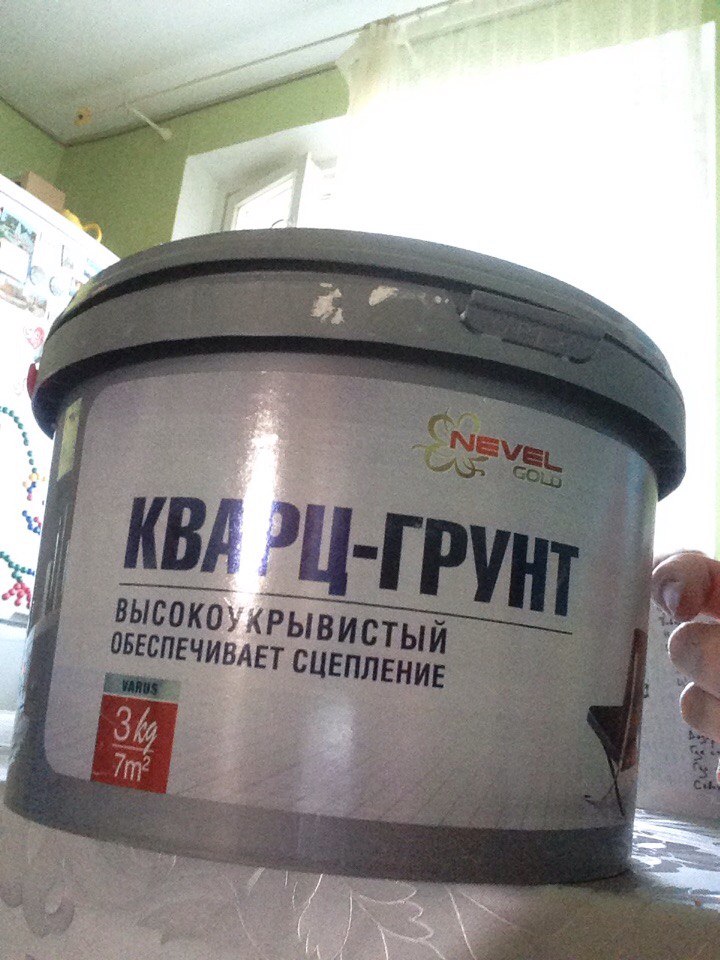 NEVEL
GOLD
КВАРЦ-ГРУНТ
ВЫСОКОУКРЫВИСТЫЙ
ОБЕСПЕЧИВАЕТ СЦЕПЛЕНИЕ
VARUS
3 kg
7m²